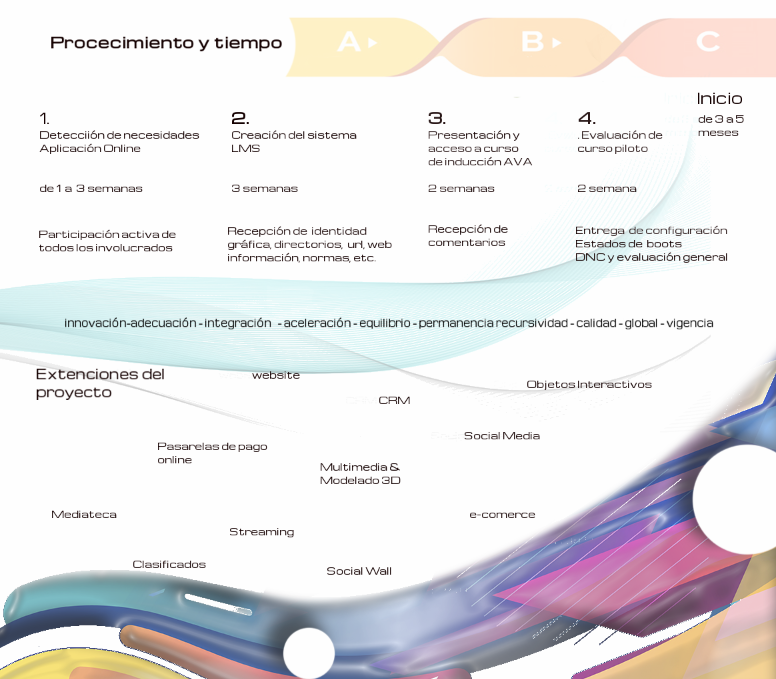 Procecimiento y tiempo
A
B
C
Inicio
de 3 a 5
meses
1.
Detecciión de necesidades
Aplicación Online
de 1 a 3 semanas
Participación activa de
todos los involucrados
2.
Creación del sistema
LMS
3 semanas
Recepción de identidad
gráfica, directorios, url, web
información, normas, etc.
3.
Presentación y
acceso a curso
de inducción AVA
2 semanas
Recepción de
comentarios
4.
. Evaluación de
curso piloto
2 semana
Entrega de configuración
Estados de boots
DNC y evaluación general
innovación-adecuación - integración - aceleración - equilibrio - permanencia recursividad - calidad - global - vigencia
Extenciones del
proyecto
website
CRM
Objetos Interactivos
Social Media
Pasarelas de pago
online
Multimedia &
Modelado 3D
Mediateca
e-comerce
Streaming
Clasificados
Social Wall